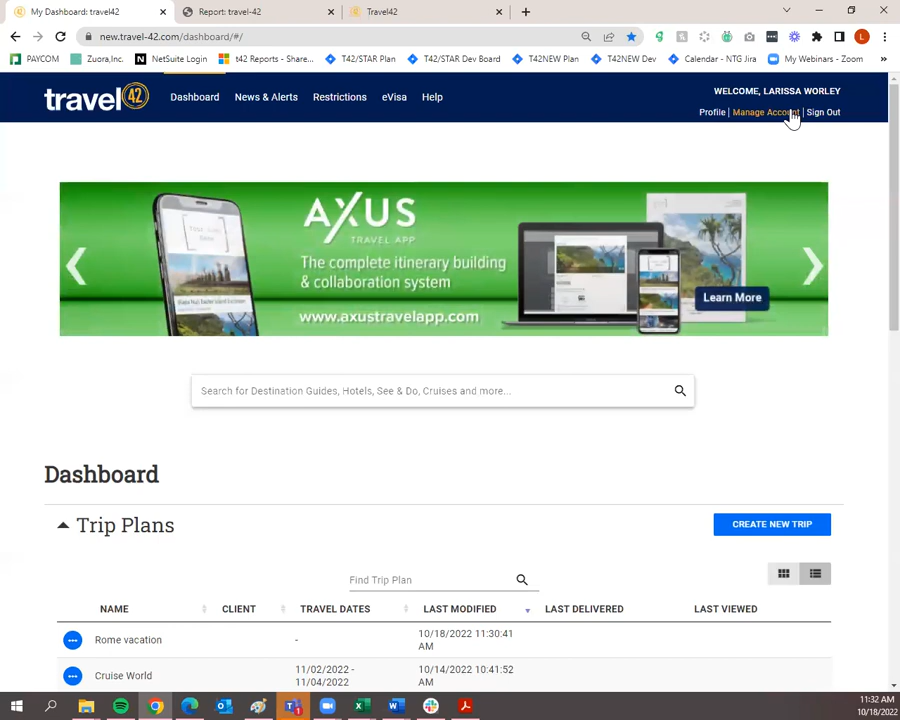 My Dashboard: travel42
Report: travel-42
Travel42
new.travel-42.com/dashboard/#/
PAYCOM
Zuora,Inc.
NetSuite Login
t42 Reports - Share...
T42/STAR Plan
T42/STAR Dev Board
T42NEW Plan
T42NEW Dev
Calendar - NTG Jira
My Webinars - Zoom
travel 42
Dashboard
News & Alerts
Restrictions
eVisa
Help
WELCOME, LARISSA WORLEY
Profile | Manage Account | Sign Out
AXUS
TRAVEL APP
The complete itinerary building
& collaboration system
www.axustravelapp.com
Learn More
Search for Destination Guides, Hotels, See & Do, Cruises and more...
Dashboard
Trip Plans
CREATE NEW TRIP
Find Trip Plan
NAME CLIENT TRAVEL DATES LAST MODIFIED LAST DELIVERED LAST VIEWED
Rome vacation - 10/18/2022 11:30:41
AM
Cruise World 11/02/2022 - 10/14/2022 10:41:52
11/04/2022 AM
11:32 AM
10/18/2022